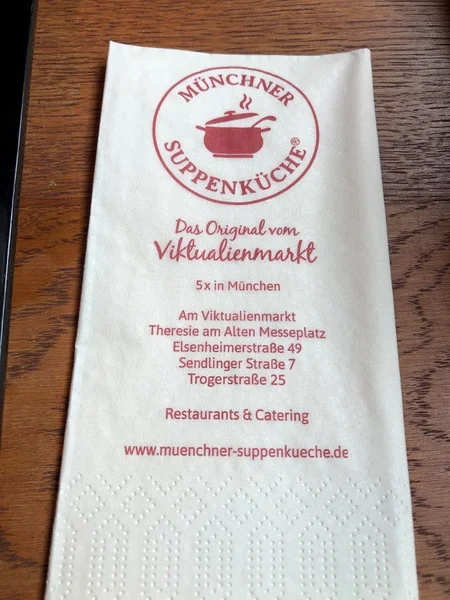 MÜNCHNER
SUPPENKÜCHE®
Das Original vom
Viktualienmarkt
5x in München
Am Viktualienmarkt
Theresie am Alten Messeplatz
Elsenheimerstraße 49
Sendlinger Straße 7
Trogerstraße 25
Restaurants & Catering
www.muenchner-suppenkueche.de